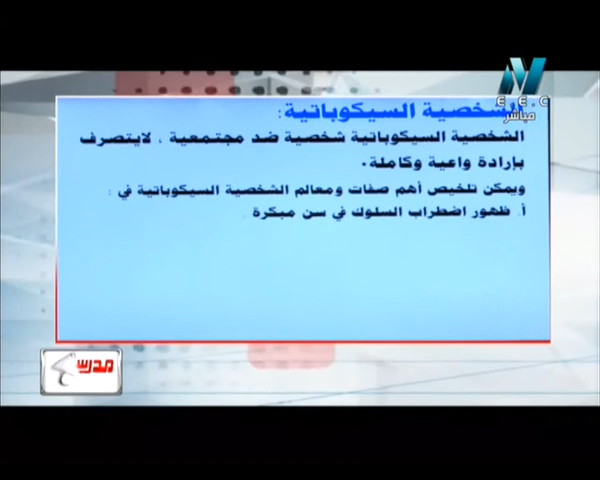 الشخصية السيكوباتية:
الشخصية السيكوباتية شخصية ضد مجتمعية ، لايتصرف
بإرادة واعية وكاملة.
ويمكن تلخيص أهم صفات ومعالم الشخصية السيكوباتية في :
أ. ظهور اضطراب السلوك في سن مبكرة
E E C
مباشر
مدرستنا